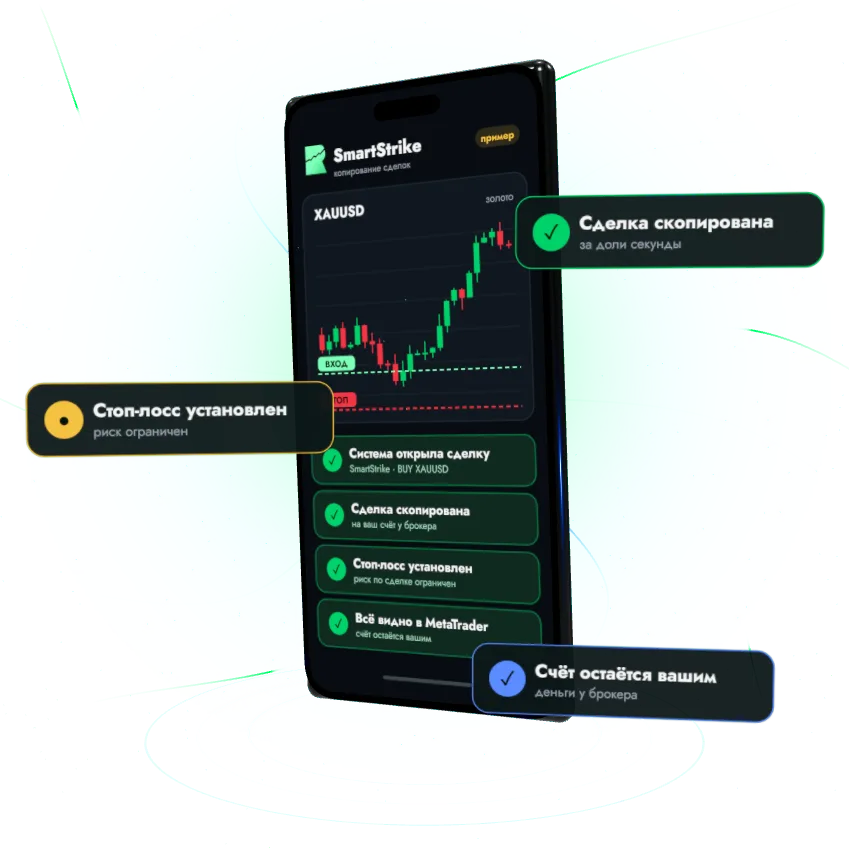 SmartStrike
копирование сделок
пример
XAUUSD
золото
ВХОД
Сделка скопирована
за доли секунды
Стоп-лосс установлен
риск ограничен
Система открыла сделку
SmartStrike · BUY XAUUSD
Сделка скопирована
на ваш счёт у брокера
Стоп-лосс установлен
риск по сделке ограничен
Всё видно в MetaTrader
счёт остаётся вашим
Счёт остаётся вашим
деньги у брокера